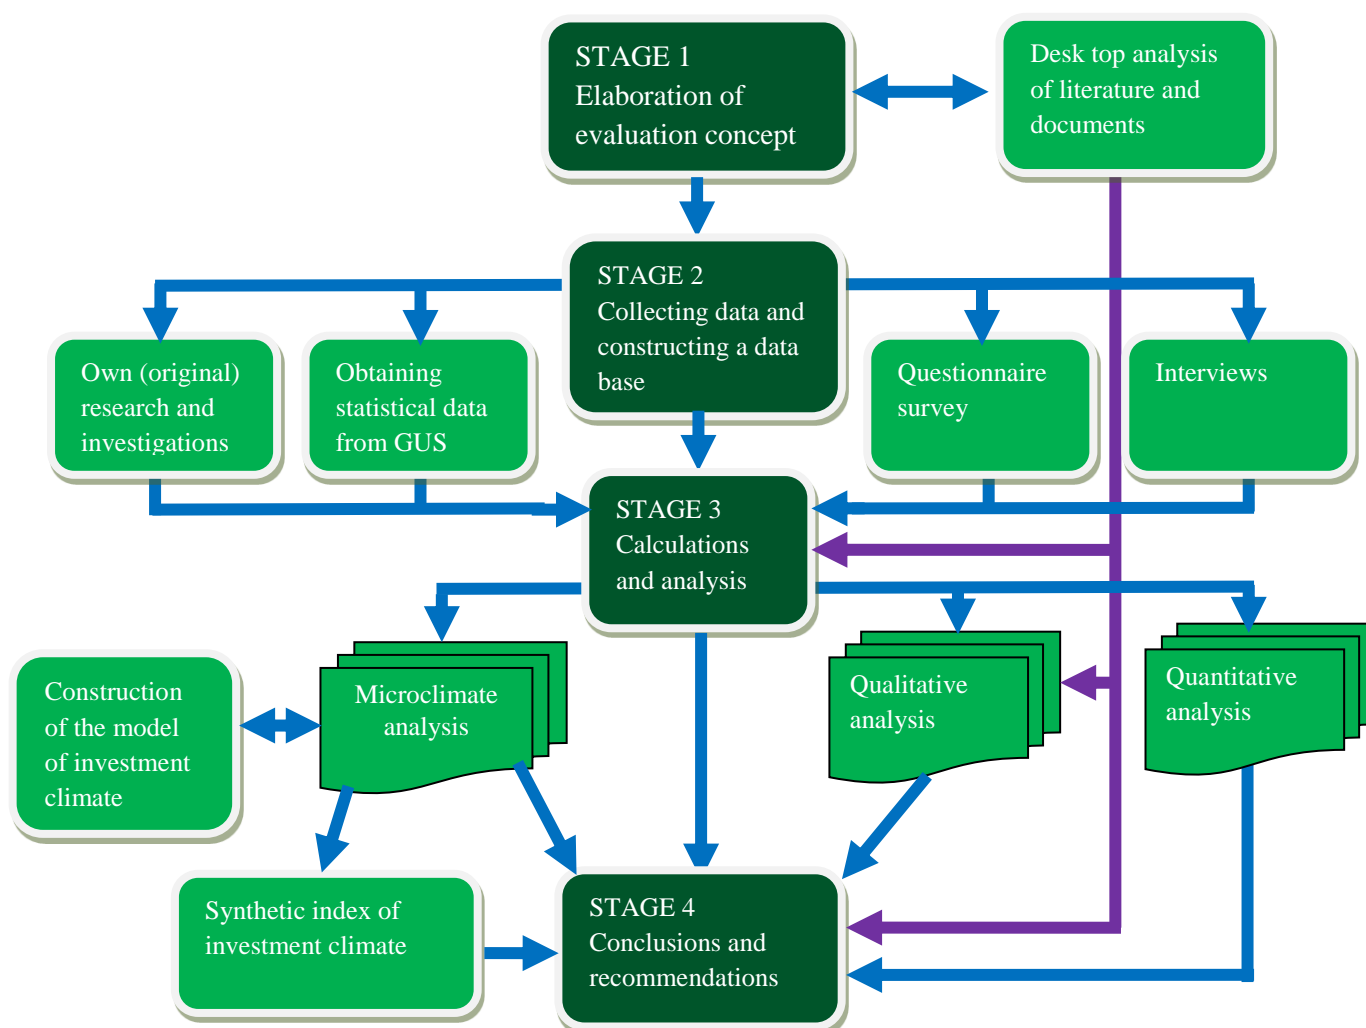 STAGE 1
Elaboration of
evaluation concept
Desk top analysis
of literature and
documents
STAGE 2
Collecting data and
constructing a data
base
Own (original)
research and
investigations
Obtaining
statistical data
from GUS
Questionnaire
survey
Interviews
STAGE 3
Calculations
and analysis
Construction
of the model
of investment
climate
Microclimate
analysis
Qualitative
analysis
Quantitative
analysis
Synthetic index of
investment climate
STAGE 4
Conclusions and
recommendations